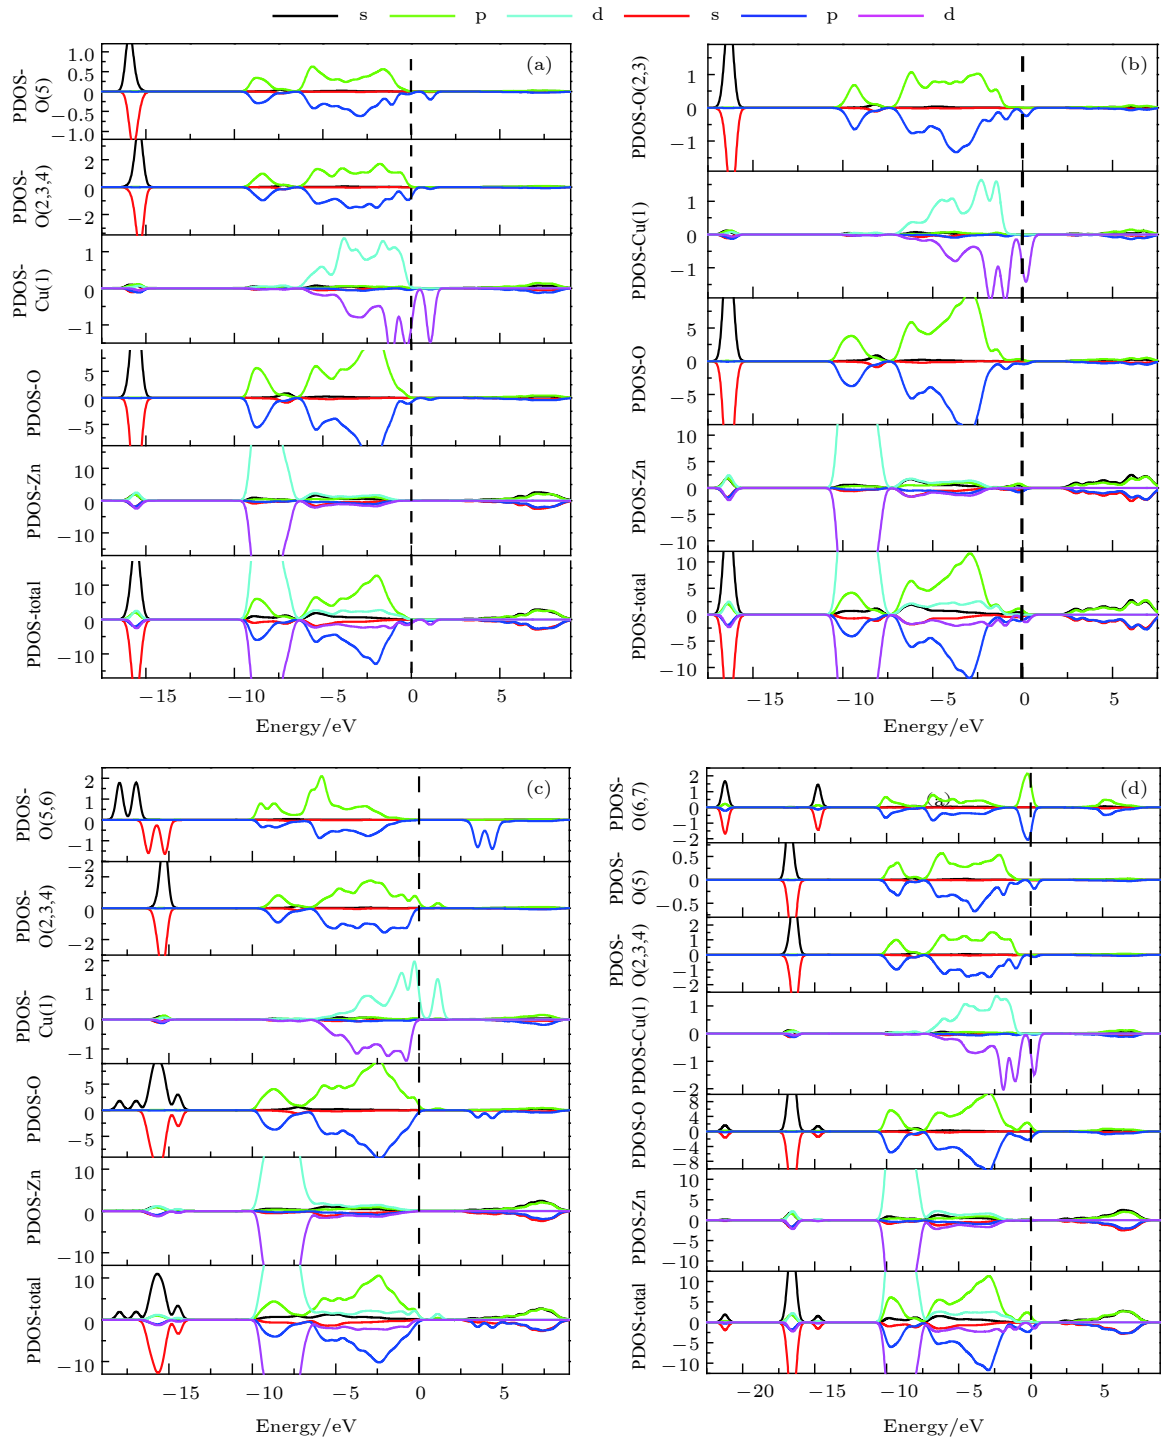 s p d s p d
(a)
PDOS-
O(5)
1.0
0.5
0
−0.5
−1.0
PDOS-
O(2,3,4)
2
0
−2
PDOS-
Cu(1)
1
0
−1
PDOS-O
5
0
−5
PDOS-Zn
10
0
−10
PDOS-total
10
0
−10
−15 −10 −5 0 5
Energy/eV
(b)
PDOS-O(2,3)
1
0
−1
PDOS-Cu(1)
1
0
−1
PDOS-O
5
0
−5
PDOS-Zn
10
5
0
−5
−10
PDOS-total
10
5
0
−5
−10
−15 −10 −5 0 5
Energy/eV
(c)
PDOS-
O(5,6)
2
1
0
−1
PDOS-
O(2,3,4)
−2
2
0
−2
PDOS-
Cu(1)
2
1
0
−1
PDOS-O
5
0
−5
PDOS-Zn
10
0
−10
PDOS-total
10
0
−10
−15 −10 −5 0 5
Energy/eV
(d)
(a)
PDOS-
O(6,7)
2
1
0
−1
−2
PDOS-
O(5)
0.5
0
−0.5
PDOS-
O(2,3,4)
2
1
0
−1
−2
PDOS-Cu(1)
1
0
−1
−2
PDOS-O
8
4
0
−4
−8
PDOS-Zn
10
5
0
−5
−10
PDOS-total
10
5
0
−5
−10
−20 −15 −10 −5 0 5
Energy/eV